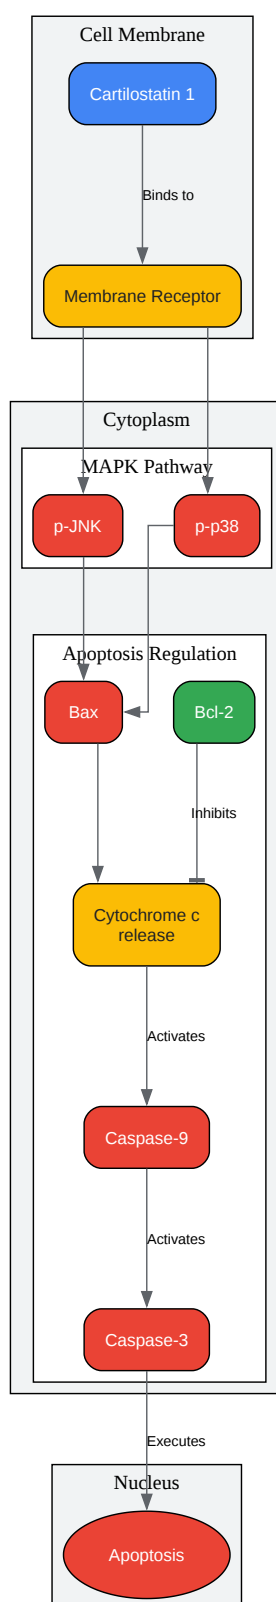 Cell Membrane
Cartilostatin 1
Binds to
Membrane Receptor
Cytoplasm
MAPK Pathway
p-JNK
p-p38
Apoptosis Regulation
Bax
Bcl-2
Inhibits
Cytochrome c
release
Activates
Caspase-9
Activates
Caspase-3
Executes
Nucleus
Apoptosis